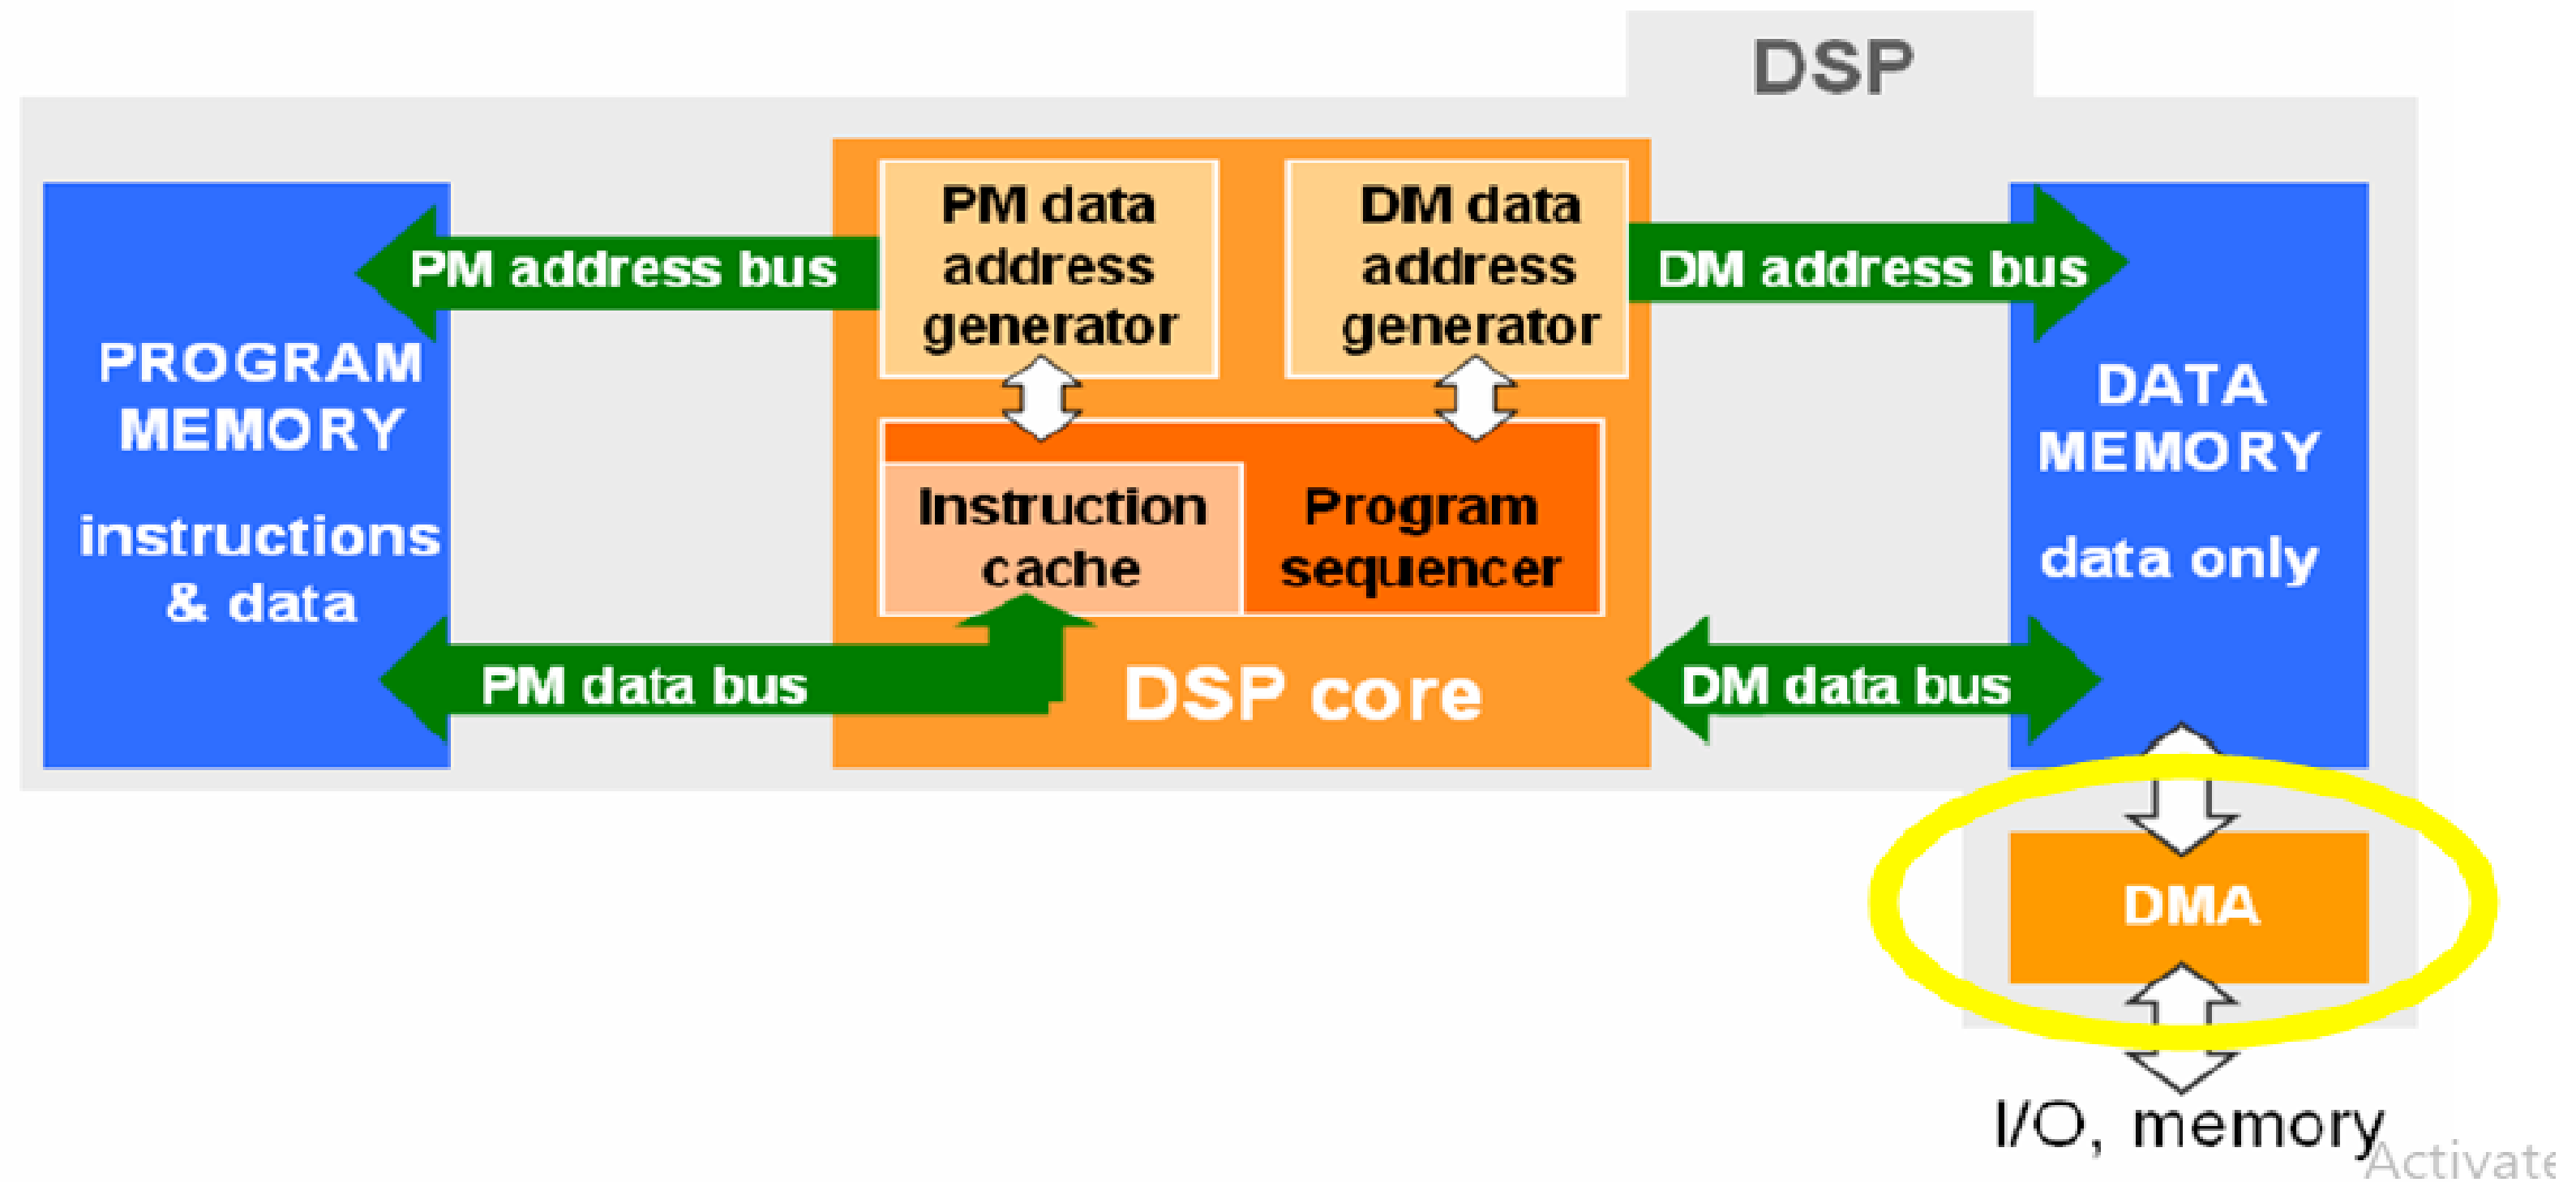 DSP
PM address bus
PM data
address
generator
DM data
address
generator
DM address bus
PROGRAM
MEMORY
instructions
& data
Instruction
cache
Program
sequencer
DATA
MEMORY
data only
PM data bus
DSP core
DM data bus
DMA
I/O, memory
Activate